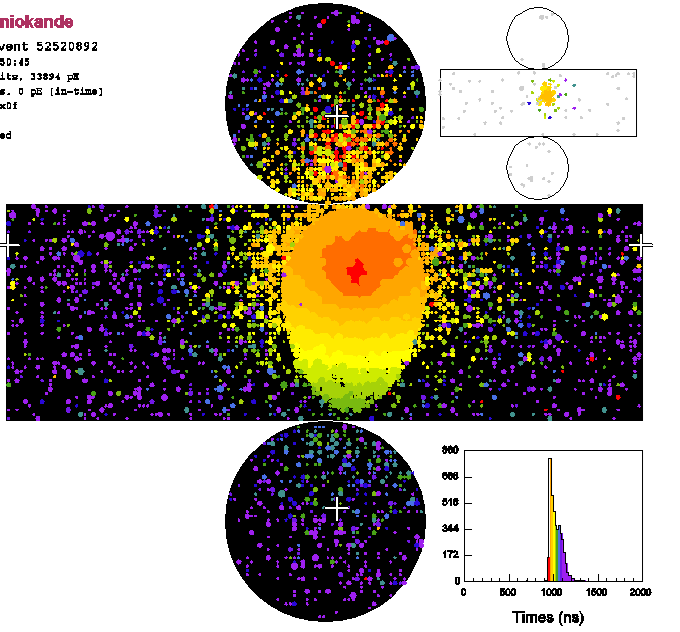 niokande
vent 52520892
50:45
its, 33894 pE
s, 0 pE (in-time)
x0f
ed
860
688
516
344
172
0
0 500 1000 1500 2000
Times (ns)